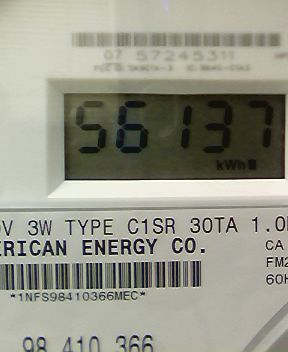 07 57245311
56137
kWh
V 3W TYPE C1SR 30TA 1.0
RICAN ENERGY CO.
CA
FM2
60H
*1NFS98410366MEC*
98 410 366